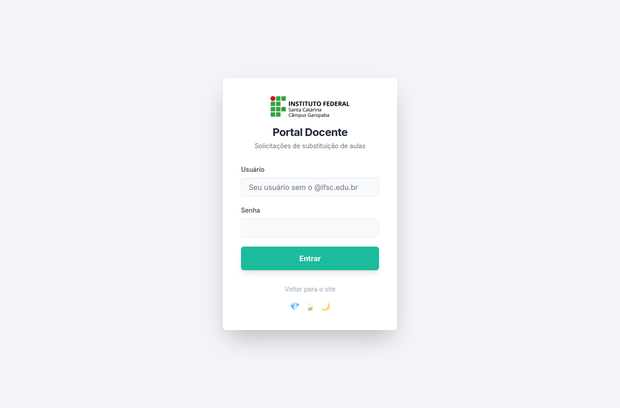 INSTITUTO FEDERAL
Santa Catarina
Câmpus Garopaba
Portal Docente
Solicitações de substituição de aulas
Usuário
Seu usuário sem o @ifsc.edu.br
Senha
Entrar
Voltar para o site